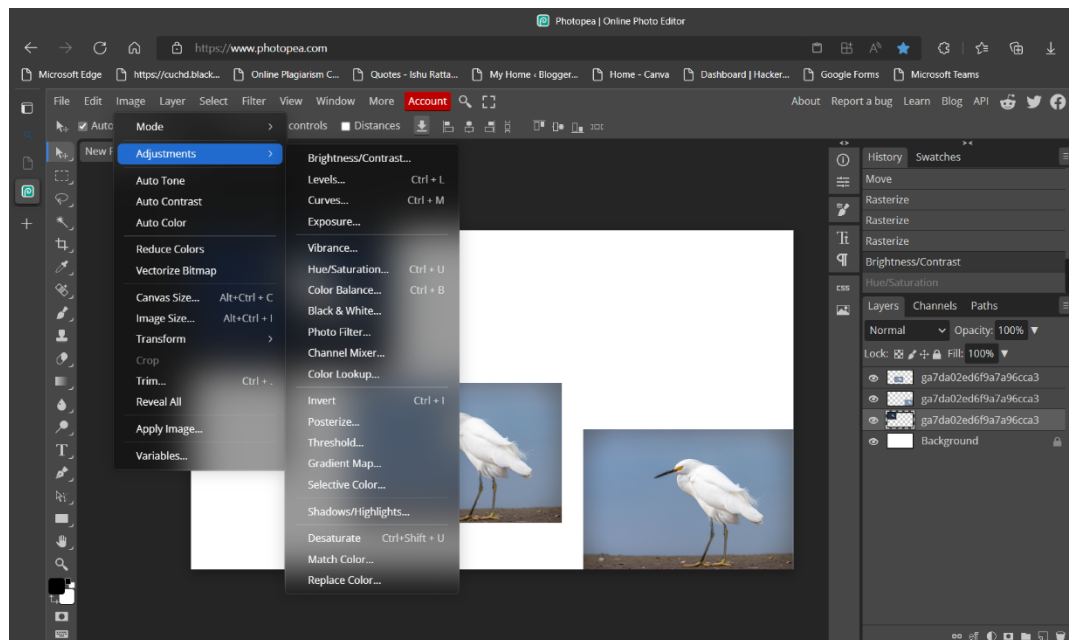 Photopea | Online Photo Editor
https://www.photopea.com
Microsoft Edge https://cuchd.black... Online Plagiarism C... Quotes - Ishu Ratta... My Home ‹ Blogger... Home - Canva Dashboard | Hacker... Google Forms Microsoft Teams
File Edit Image Layer Select Filter View Window More Account About Report a bug Learn Blog API
Auto controls Distances
New
Mode
Adjustments
Auto Tone
Auto Contrast
Auto Color
Reduce Colors
Vectorize Bitmap
Canvas Size... Alt+Ctrl + C
Image Size... Alt+Ctrl + I
Transform
Crop
Trim... Ctrl + .
Reveal All
Apply Image...
Variables...
Brightness/Contrast...
Levels... Ctrl + L
Curves... Ctrl + M
Exposure...
Vibrance...
Hue/Saturation... Ctrl + U
Color Balance... Ctrl + B
Black & White...
Photo Filter...
Channel Mixer...
Color Lookup...
Invert Ctrl + I
Posterize...
Threshold...
Gradient Map...
Selective Color...
Shadows/Highlights...
Desaturate Ctrl+Shift + U
Match Color...
Replace Color...
CSS
History Swatches
Move
Rasterize
Rasterize
Rasterize
Brightness/Contrast
Hue/Saturation
Layers Channels Paths
Normal Opacity: 100%
Lock: Fill: 100%
ga7da02ed6f9a7a96cca3
ga7da02ed6f9a7a96cca3
ga7da02ed6f9a7a96cca3
Background